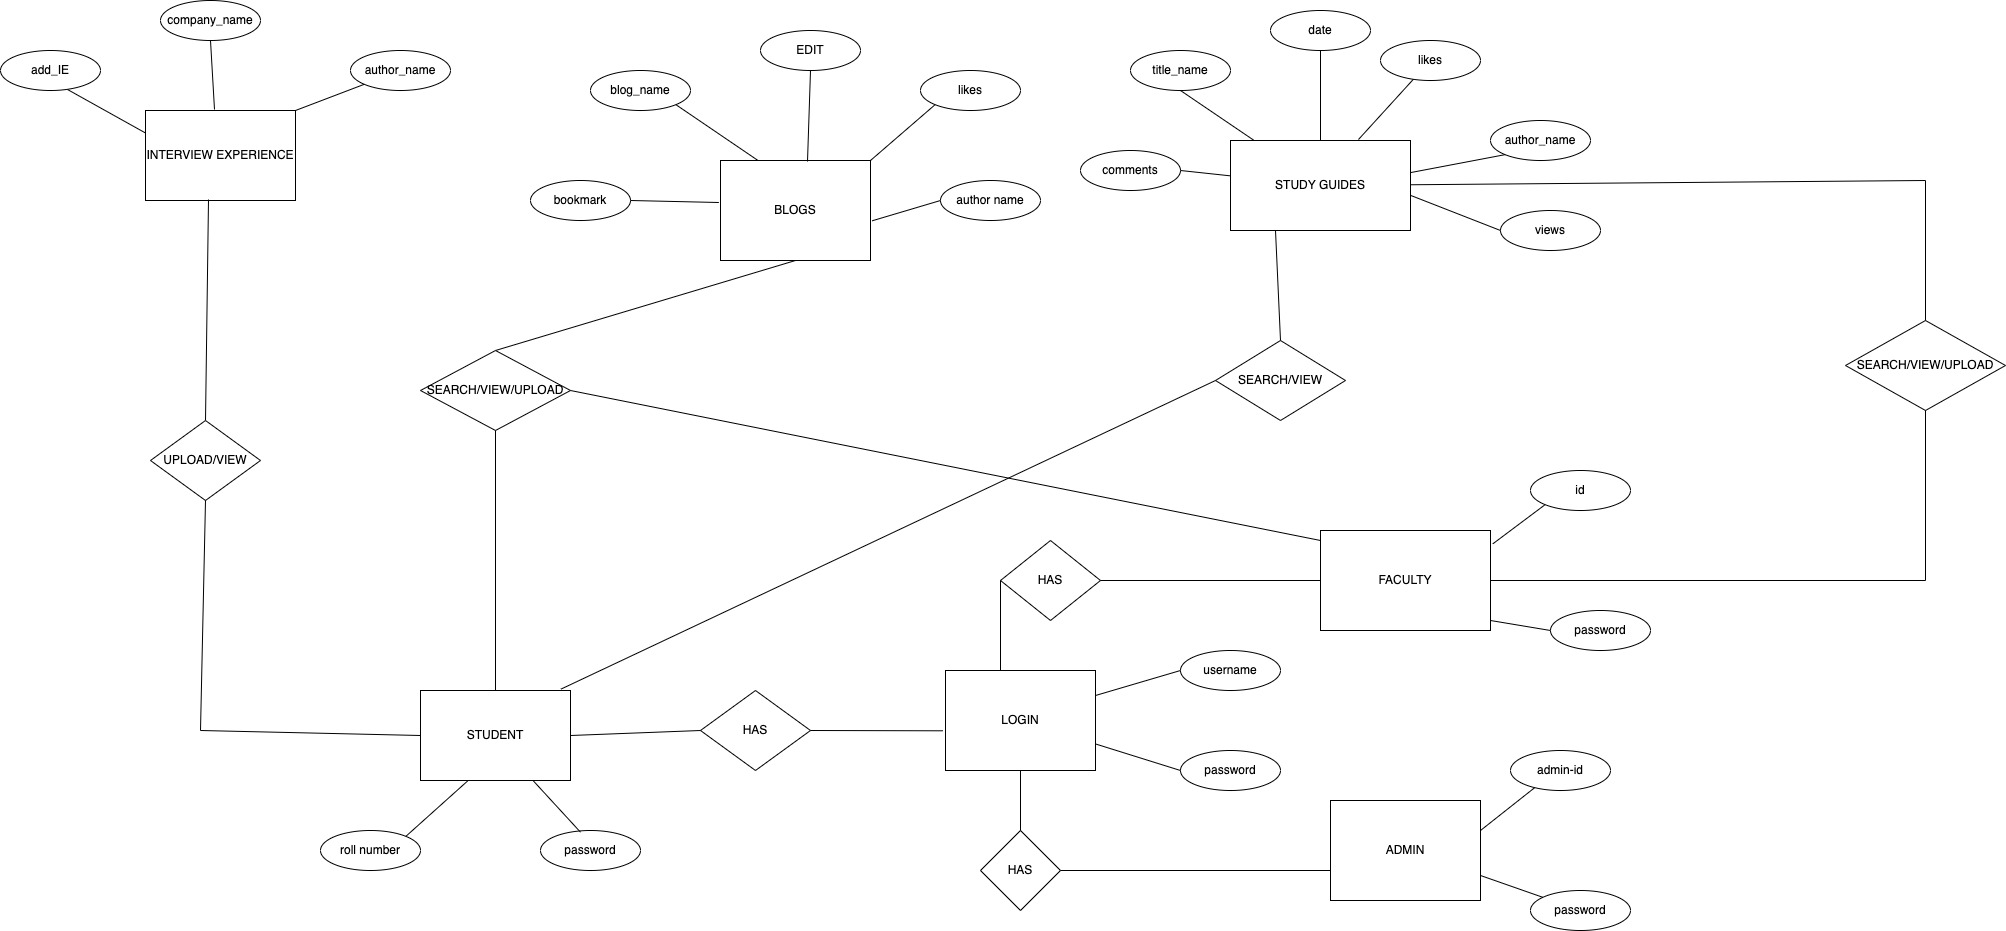 company_name
add_IE
author_name
INTERVIEW EXPERIENCE
EDIT
blog_name
likes
bookmark
author name
BLOGS
date
title_name
likes
author_name
comments
STUDY GUIDES
views
SEARCH/VIEW/UPLOAD
SEARCH/VIEW
SEARCH/VIEW/UPLOAD
UPLOAD/VIEW
id
HAS
FACULTY
password
username
LOGIN
STUDENT
HAS
password
admin-id
roll number
password
HAS
ADMIN
password